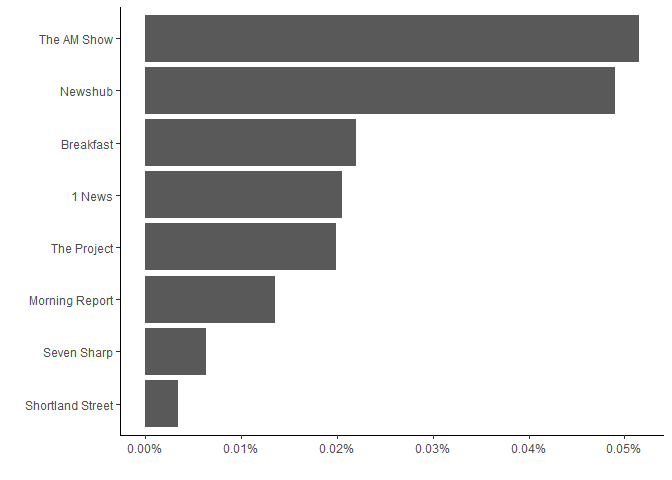 The AM Show
Newshub
Breakfast
1 News
The Project
Morning Report
Seven Sharp
Shortland Street
0.00% 0.01% 0.02% 0.03% 0.04% 0.05%